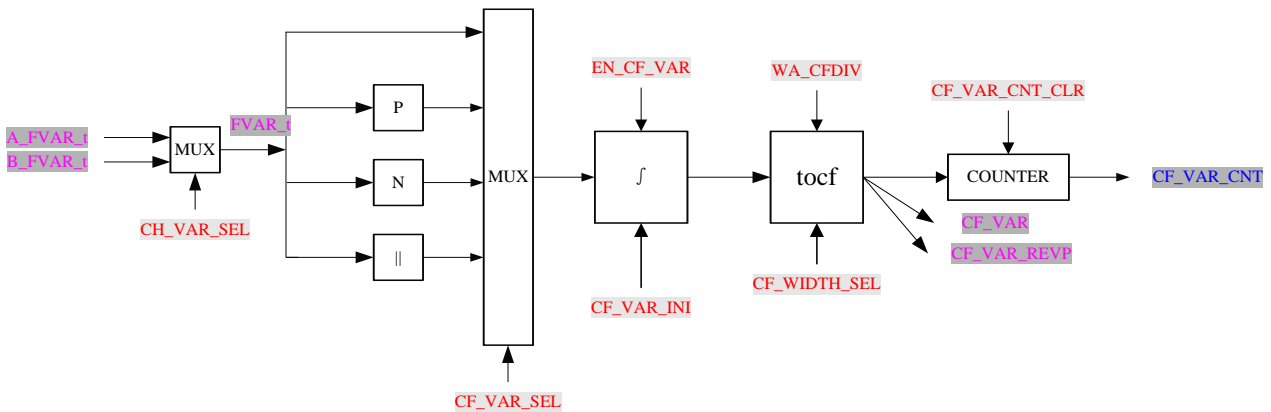 EN_CF_VAR
WA_CFDIV
CF_VAR_CNT_CLR
P
A_FVAR_t
FVAR_t
B_FVAR_t
MUX
N
MUX
∫
tocf
COUNTER
CF_VAR_CNT
CH_VAR_SEL
CF_VAR
||
CF_VAR_REVP
CF_WIDTH_SEL
CF_VAR_INI
CF_VAR_SEL